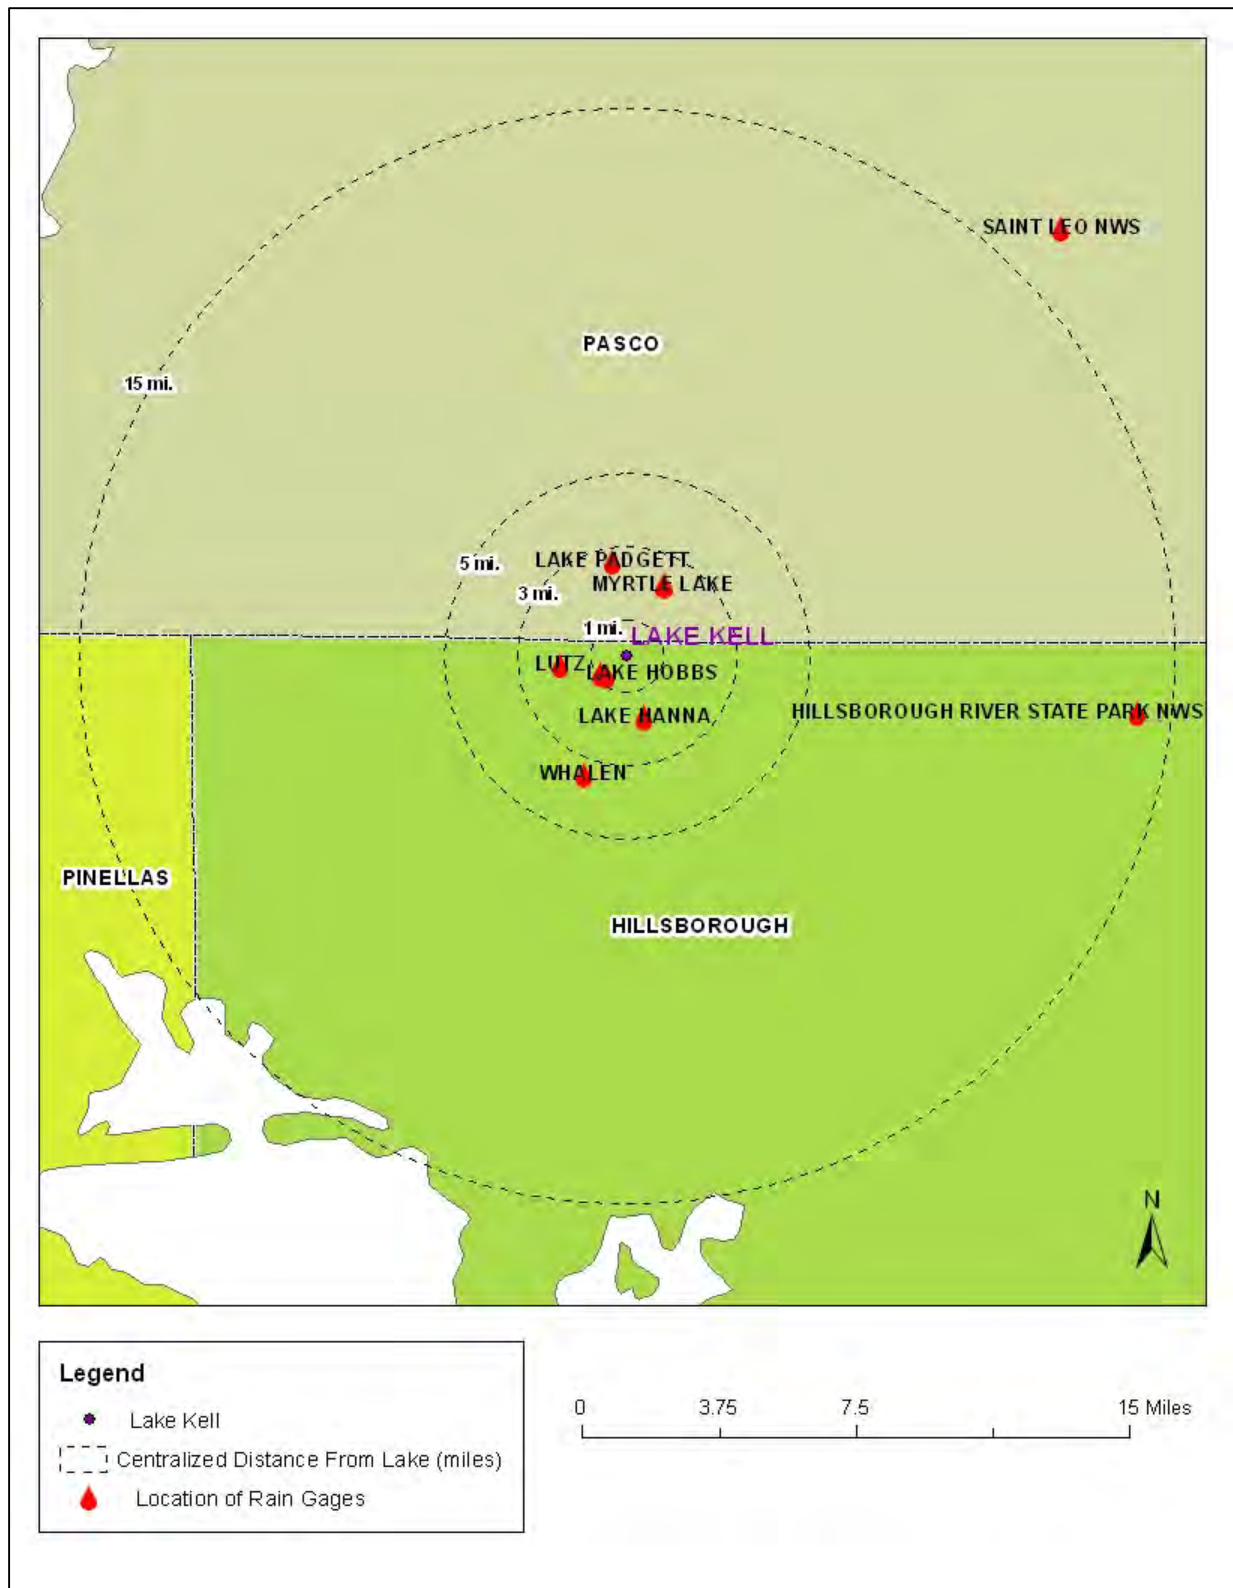 SAINT LEO NWS
PASCO
15 mi.
LAKE PADGETT
5 mi.
MYRTLE LAKE
3 mi.
1 mi.
LAKE KELL
LUTZ
LAKE HOBBS
LAKE HANNA
HILLSBOROUGH RIVER STATE PARK NWS
WHALEN
PINELLAS
HILLSBOROUGH
N
Legend
Lake Kell
Centralized Distance From Lake (miles)
Location of Rain Gages
0 3.75 7.5 15 Miles